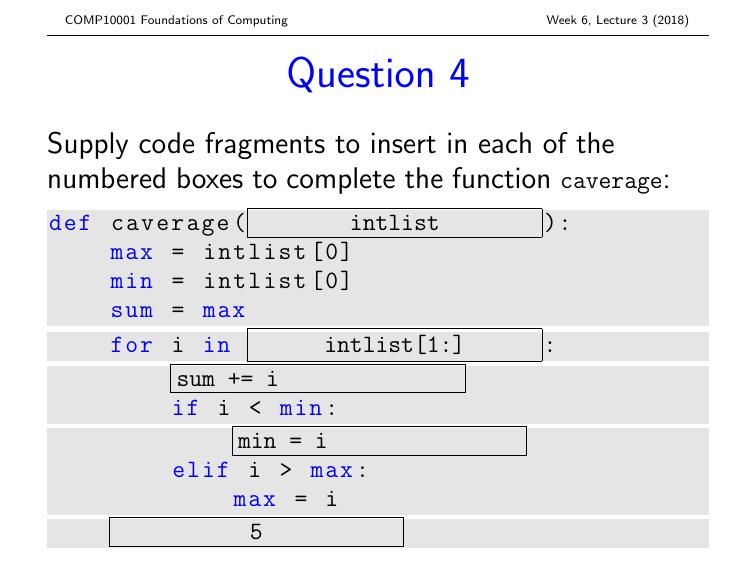 COMP10001 Foundations of Computing
Week 6, Lecture 3 (2018)
Question 4
Supply code fragments to insert in each of the
numbered boxes to complete the function caverage:
def caverage( intlist ):
    max = intlist[0]
    min = intlist[0]
    sum = max
    for i in intlist[1:] :
        sum += i
        if i < min:
            min = i
        elif i > max:
            max = i
    5